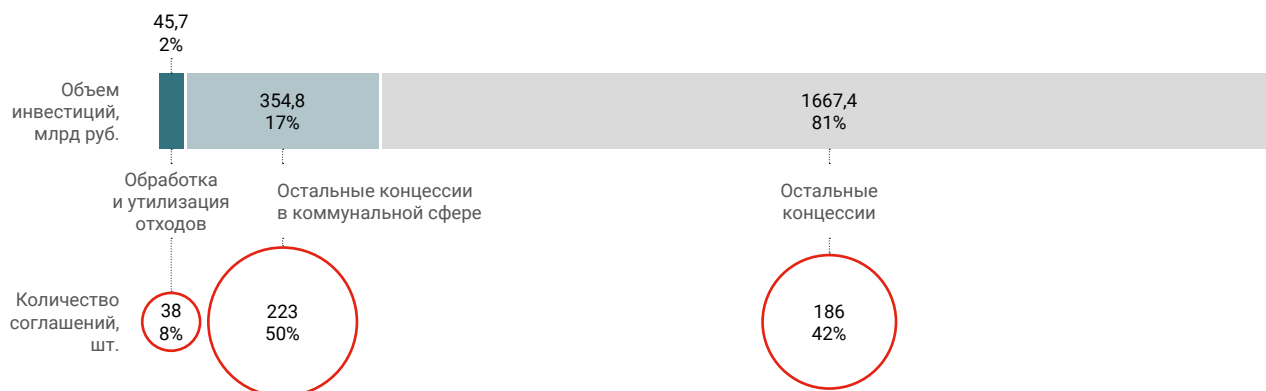 45,7
2%
Объем
инвестиций,
млрд руб.
354,8
17%
1667,4
81%
Обработка
и утилизация
отходов
Остальные концессии
в коммунальной сфере
Остальные
концессии
Количество
соглашений,
шт.
38
8%
223
50%
186
42%